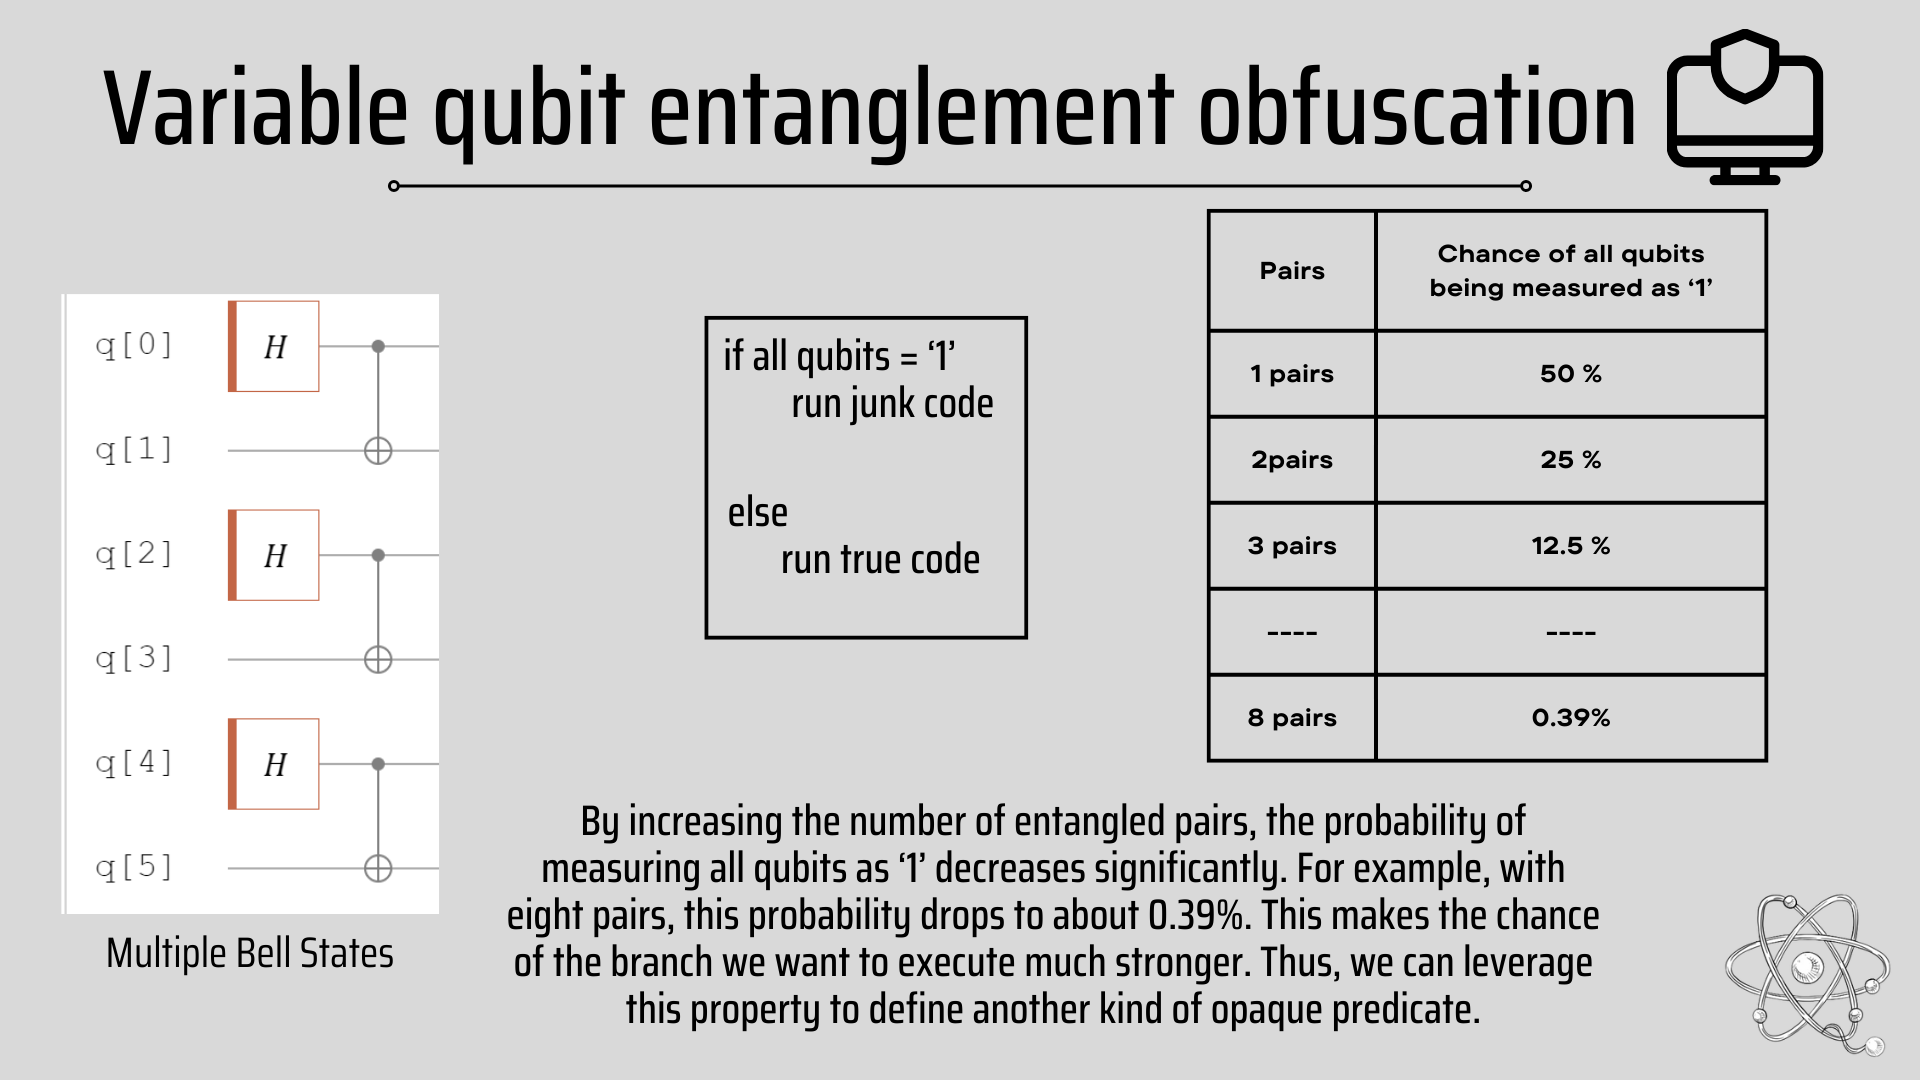 Variable qubit entanglement obfuscation
q[0]
H
q[1]
q[2]
H
q[3]
q[4]
H
q[5]
Multiple Bell States
if all qubits = ‘1’
run junk code
else
run true code
Pairs
Chance of all qubits
being measured as ‘1’
1 pairs
50 %
2pairs
25 %
3 pairs
12.5 %
----
----
8 pairs
0.39%
By increasing the number of entangled pairs, the probability of
measuring all qubits as ‘1’ decreases significantly. For example, with
eight pairs, this probability drops to about 0.39%. This makes the chance
of the branch we want to execute much stronger. Thus, we can leverage
this property to define another kind of opaque predicate.